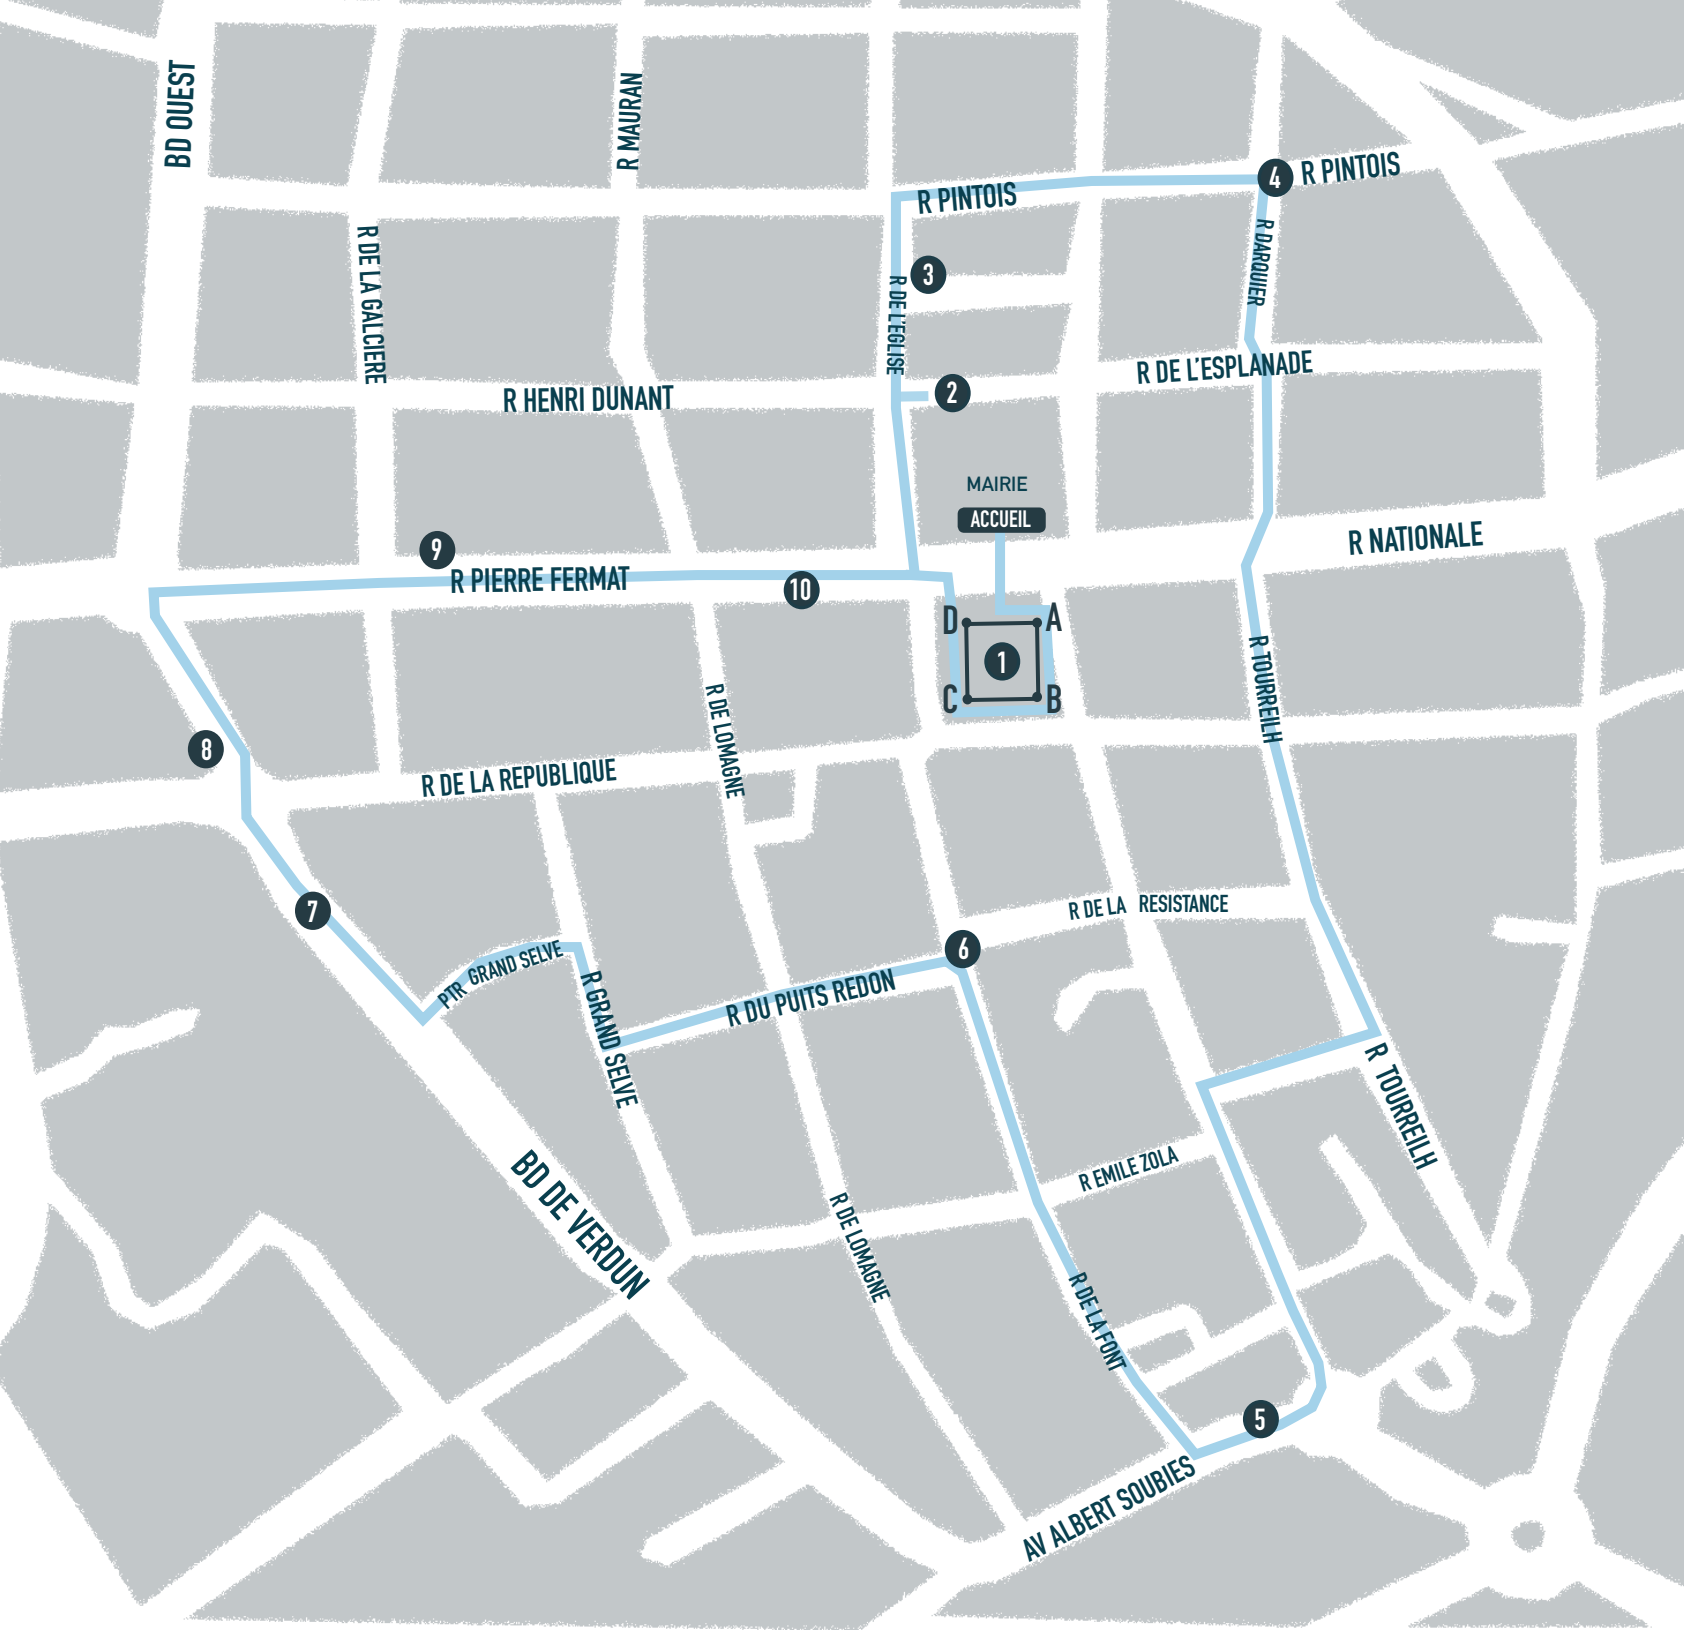 BD OUEST
R MAURAN
R PINTOIS
4
R PINTOIS
R DE LA GALCIERE
3
R DE L'EGLISE
R DARQUIER
R HENRI DUNANT
2
R DE L'ESPLANADE
MAIRIE
ACCUEIL
R NATIONALE
9
R PIERRE FERMAT
10
D
A
1
C
B
R TOURREILH
8
R DE LOMAGNE
R DE LA REPUBLIQUE
7
R DE LA RESISTANCE
6
PTR GRAND SELVE
R GRAND SELVE
R DU PUITS REDON
R TOURREILH
BD DE VERDUN
R EMILE ZOLA
R DE LOMAGNE
R DE LA FONT
5
AV ALBERT SOUBIES